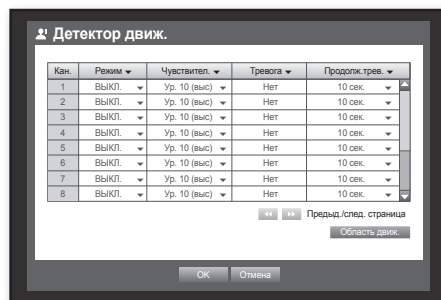 Детектор движ.
Кан. Режим Чувствител. Тревога Продолж.трев.
1 ВЫКЛ. Ур. 10 (выс) Нет 10 сек.
2 ВЫКЛ. Ур. 10 (выс) Нет 10 сек.
3 ВЫКЛ. Ур. 10 (выс) Нет 10 сек.
4 ВЫКЛ. Ур. 10 (выс) Нет 10 сек.
5 ВЫКЛ. Ур. 10 (выс) Нет 10 сек.
6 ВЫКЛ. Ур. 10 (выс) Нет 10 сек.
7 ВЫКЛ. Ур. 10 (выс) Нет 10 сек.
8 ВЫКЛ. Ур. 10 (выс) Нет 10 сек.
Предыд./след. страница
Область движ.
OK Отмена